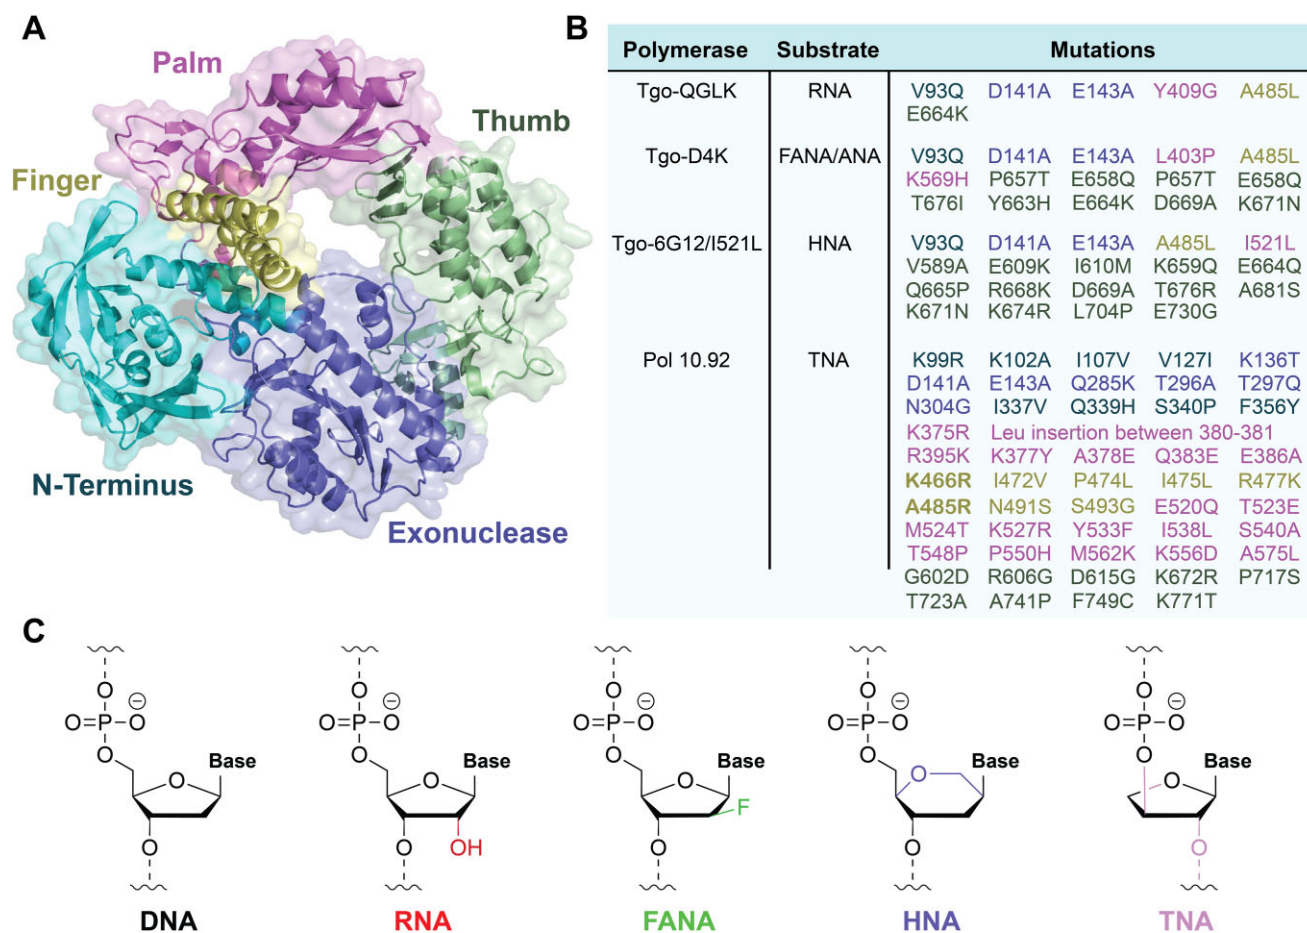 A
Palm
Thumb
Finger
N-Terminus
Exonuclease
B
Polymerase Substrate Mutations
Tgo-QGLK RNA V93Q D141A E143A Y409G A485L
E664K
Tgo-D4K FANA/ANA V93Q D141A E143A L403P A485L
K569H P657T E658Q P657T E658Q
T676I Y663H E664K D669A K671N
Tgo-6G12/I521L HNA V93Q D141A E143A A485L I521L
V589A E609K I610M K659Q E664Q
Q665P R668K D669A T676R A681S
K671N K674R L704P E730G
Pol 10.92 TNA K99R K102A I107V V127I K136T
D141A E143A Q285K T296A T297Q
N304G I337V Q339H S340P F356Y
K375R Leu insertion between 380-381
R395K K377Y A378E Q383E E386A
K466R I472V P474L I475L R477K
A485R N491S S493G E520Q T523E
M524T K527R Y533F I538L S540A
T548P P550H M562K K556D A575L
G602D R606G D615G K672R P717S
T723A A741P F749C K771T
C
O
O=P-O⊖
O
O
Base
O
DNA
O
O=P-O⊖
O
O
Base
O
OH
RNA
O
O=P-O⊖
O
O
Base
F
O
FANA
O
O=P-O⊖
O
O
Base
O
HNA
O
O=P-O⊖
O
O
Base
O
TNA